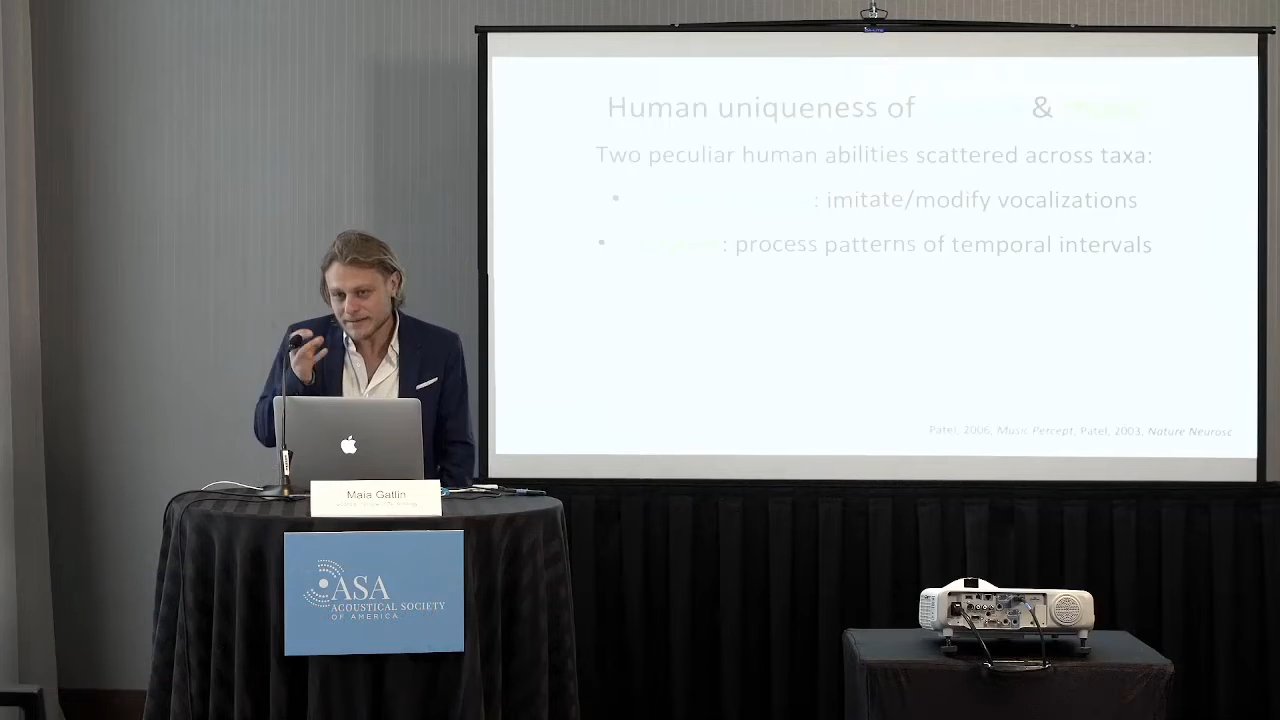 Human uniqueness of &
Two peculiar human abilities scattered across taxa:
• : imitate/modify vocalizations
• : process patterns of temporal intervals
Patel, 2006, Music Percept, Patel, 2003, Nature Neurosc
Maia Gatlin
ASA
ACOUSTICAL SOCIETY
OF AMERICA